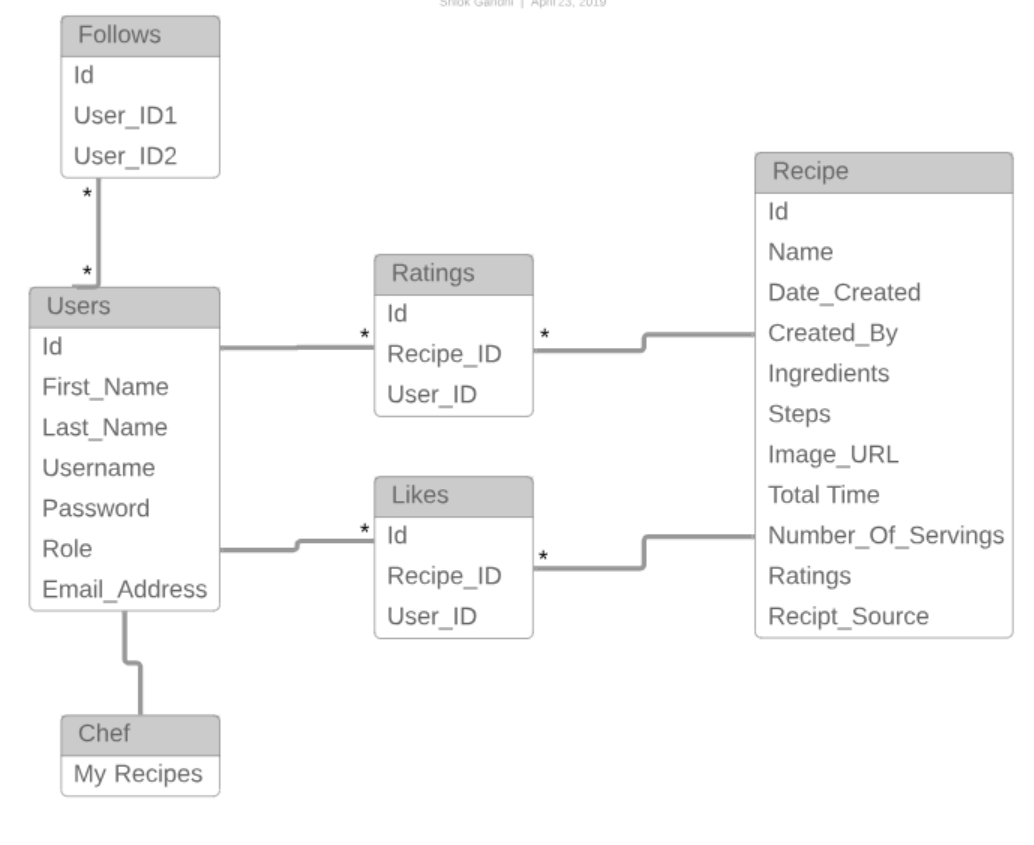 Shlok Gandhi | April 23, 2019
Follows
Id
User_ID1
User_ID2
*
*
Users
Id
First_Name
Last_Name
Username
Password
Role
Email_Address
Chef
My Recipes
Ratings
Id
Recipe_ID
User_ID
*
*
Likes
Id
Recipe_ID
User_ID
*
*
Recipe
Id
Name
Date_Created
Created_By
Ingredients
Steps
Image_URL
Total Time
Number_Of_Servings
Ratings
Recipt_Source